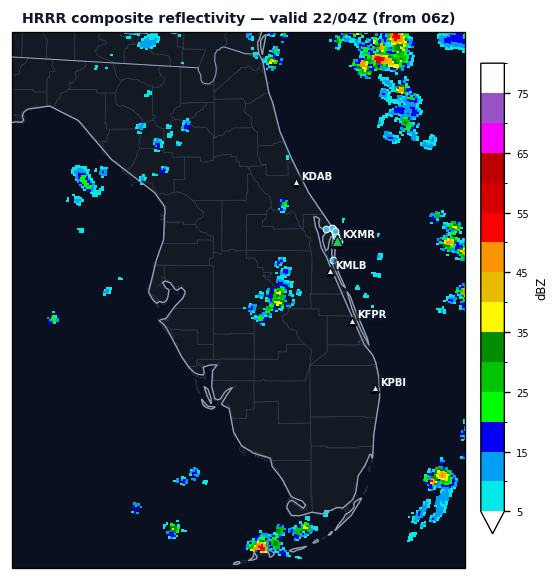 HRRR composite reflectivity — valid 22/04Z (from 06z)
KDAB
KXMR
KMLB
KFPR
KPBI
75
65
55
45
35
25
15
5
dBZ